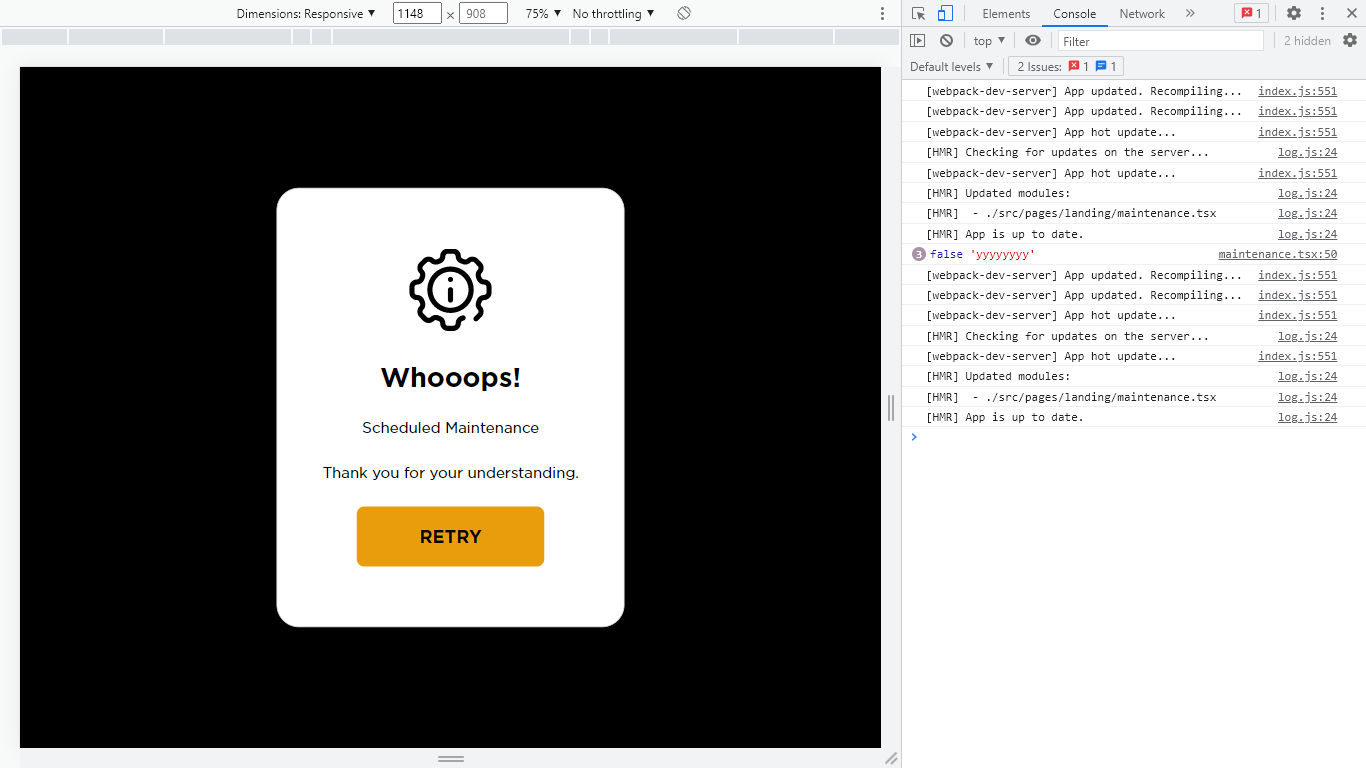 Dimensions: Responsive ▼ 1148 × 908 75% ▼ No throttling ▼
Elements Console Network » 1
top ▼ Filter 2 hidden
Default levels ▼ 2 Issues: 1 1
[webpack-dev-server] App updated. Recompiling... index.js:551
[webpack-dev-server] App updated. Recompiling... index.js:551
[webpack-dev-server] App hot update... index.js:551
[HMR] Checking for updates on the server... log.js:24
[webpack-dev-server] App hot update... index.js:551
[HMR] Updated modules: log.js:24
[HMR]  - ./src/pages/landing/maintenance.tsx log.js:24
[HMR] App is up to date. log.js:24
3 false 'yyyyyyyy' maintenance.tsx:50
[webpack-dev-server] App updated. Recompiling... index.js:551
[webpack-dev-server] App updated. Recompiling... index.js:551
[webpack-dev-server] App hot update... index.js:551
[HMR] Checking for updates on the server... log.js:24
[webpack-dev-server] App hot update... index.js:551
[HMR] Updated modules: log.js:24
[HMR]  - ./src/pages/landing/maintenance.tsx log.js:24
[HMR] App is up to date. log.js:24
Whooops!
Scheduled Maintenance
Thank you for your understanding.
RETRY